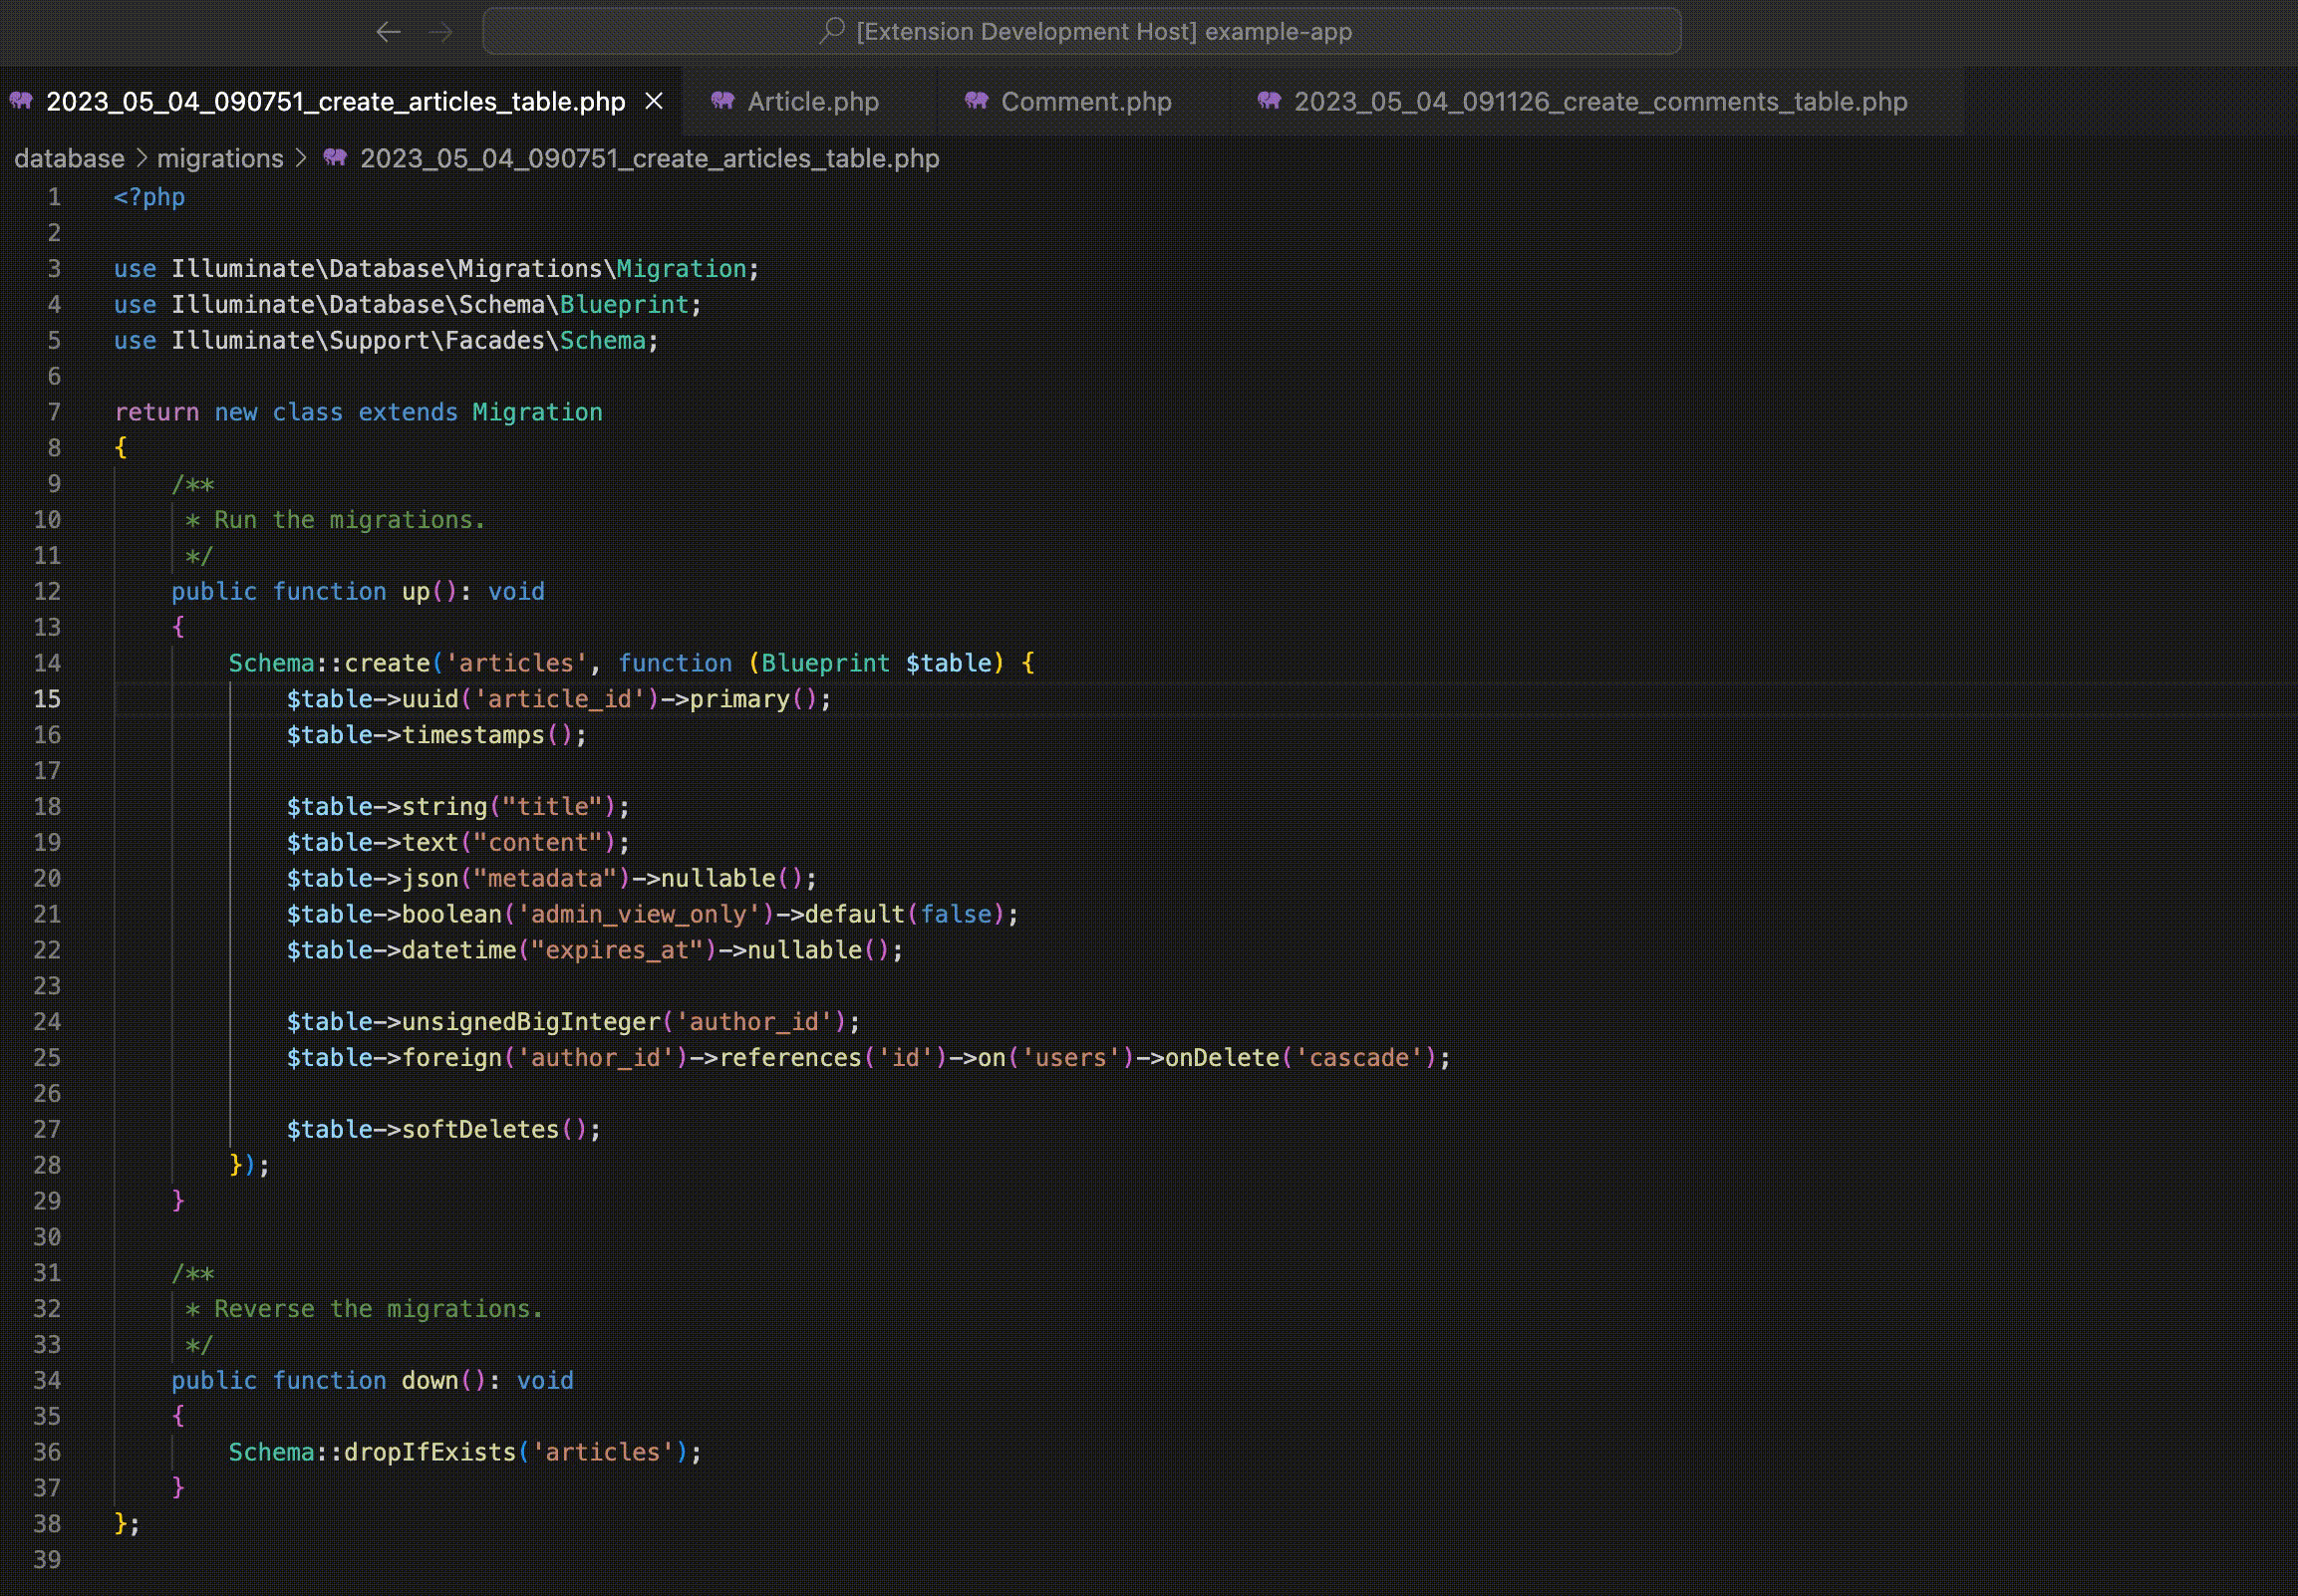 [Extension Development Host] example-app
2023_05_04_090751_create_articles_table.php Article.php Comment.php 2023_05_04_091126_create_comments_table.php
database > migrations > 2023_05_04_090751_create_articles_table.php
1 <?php
2
3 use Illuminate\Database\Migrations\Migration;
4 use Illuminate\Database\Schema\Blueprint;
5 use Illuminate\Support\Facades\Schema;
6
7 return new class extends Migration
8 {
9     /**
10      * Run the migrations.
11      */
12     public function up(): void
13     {
14         Schema::create('articles', function (Blueprint $table) {
15             $table->uuid('article_id')->primary();
16             $table->timestamps();
17
18             $table->string("title");
19             $table->text("content");
20             $table->json("metadata")->nullable();
21             $table->boolean('admin_view_only')->default(false);
22             $table->datetime("expires_at")->nullable();
23
24             $table->unsignedBigInteger('author_id');
25             $table->foreign('author_id')->references('id')->on('users')->onDelete('cascade');
26
27             $table->softDeletes();
28         });
29     }
30
31     /**
32      * Reverse the migrations.
33      */
34     public function down(): void
35     {
36         Schema::dropIfExists('articles');
37     }
38 };
39